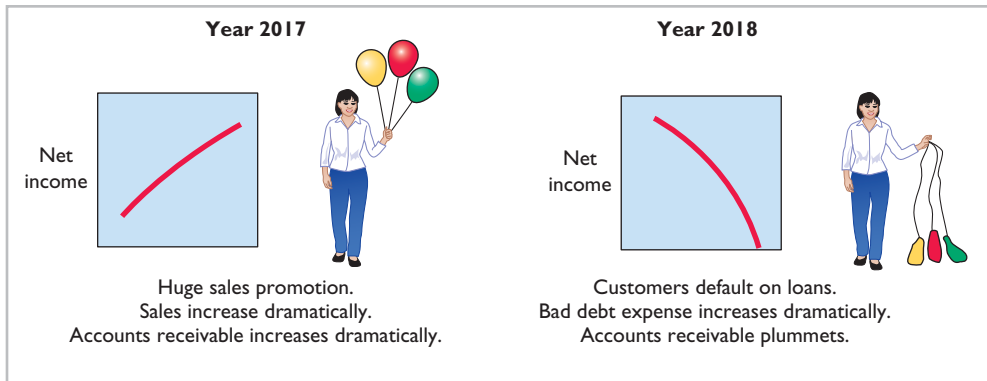 Year 2017
Net
income
Huge sales promotion.
Sales increase dramatically.
Accounts receivable increases dramatically.
Year 2018
Net
income
Customers default on loans.
Bad debt expense increases dramatically.
Accounts receivable plummets.